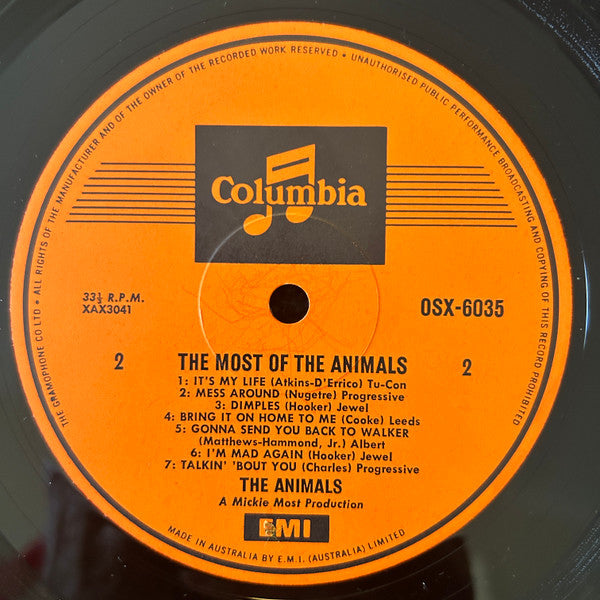 THE GRAMOPHONE CO LTD • ALL RIGHTS OF THE MANUFACTURER AND OF THE OWNER OF THE RECORDED WORK RESERVED • UNAUTHORISED PUBLIC PERFORMANCE BROADCASTING AND COPYING OF THIS RECORD PROHIBITED
Columbia
33⅓ R.P.M.
XAX3041
OSX-6035
2 THE MOST OF THE ANIMALS 2
1: IT'S MY LIFE (Atkins-D'Errico) Tu-Con
2: MESS AROUND (Nugetre) Progressive
3: DIMPLES (Hooker) Jewel
4: BRING IT ON HOME TO ME (Cooke) Leeds
5: GONNA SEND YOU BACK TO WALKER
(Matthews-Hammond, Jr.) Albert
6: I'M MAD AGAIN (Hooker) Jewel
7: TALKIN' 'BOUT YOU (Charles) Progressive
THE ANIMALS
A Mickie Most Production
EMI
MADE IN AUSTRALIA BY E.M.I. (AUSTRALIA) LIMITED